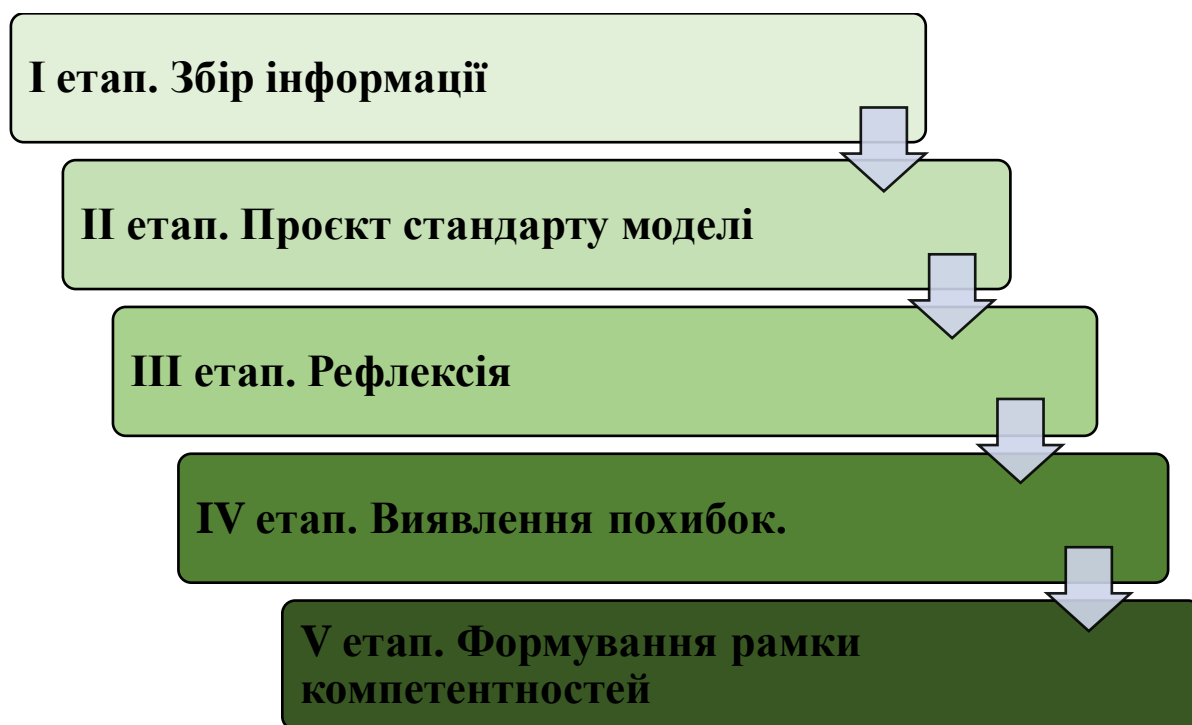 I етап. Збір інформації
II етап. Проєкт стандарту моделі
III етап. Рефлексія
IV етап. Виявлення похибок.
V етап. Формування рамки
компетентностей